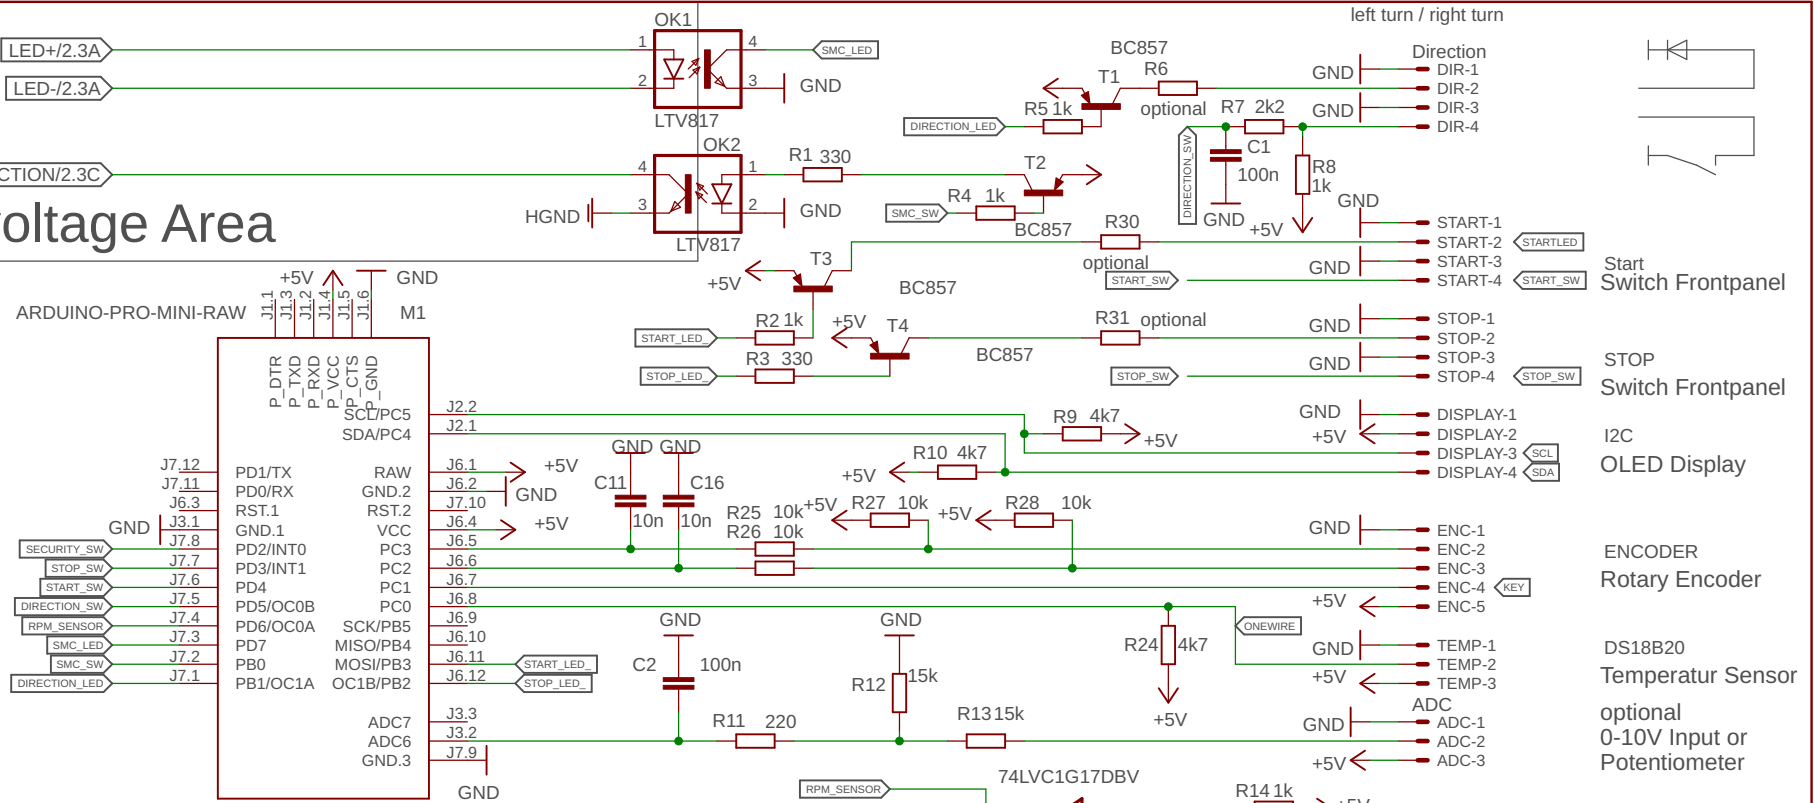 left turn / right turn
OK1
LED+/2.3A
1
4
SMC_LED
LED-/2.3A
2
3
GND
LTV817
BC857
T1
R6
optional
R5 1k
DIRECTION_LED
Direction
GND
DIR-1
DIR-2
GND
DIR-3
DIR-4
R7 2k2
C1
100n
GND
DIRECTION_SW
R8
1k
+5V
OK2
CTION/2.3C
4
1
R1 330
T2
HGND
3
2
GND
LTV817
R4 1k
SMC_SW
BC857
oltage Area
GND
START-1
R30
optional
START-2
STARTLED
GND
START-3
START_SW
START-4
START_SW
Start
Switch Frontpanel
T3
+5V
BC857
R2 1k
START_LED_
+5V
T4
R31 optional
BC857
R3 330
STOP_LED_
GND
STOP-1
STOP-2
GND
STOP-3
STOP_SW
STOP-4
STOP_SW
STOP
Switch Frontpanel
+5V
GND
ARDUINO-PRO-MINI-RAW
J1.1
J1.3
J1.2
J1.4
J1.5
J1.6
M1
P_DTR
P_TXD
P_RXD
P_VCC
P_CTS
P_GND
SCL/PC5
J2.2
SDA/PC4
J2.1
J7.12
PD1/TX
RAW
J6.1
+5V
J7.11
PD0/RX
GND.2
J6.2
GND
J6.3
RST.1
RST.2
J7.10
GND
J3.1
GND.1
VCC
J6.4
+5V
SECURITY_SW
J7.8
PD2/INT0
PC3
J6.5
STOP_SW
J7.7
PD3/INT1
PC2
J6.6
START_SW
J7.6
PD4
PC1
J6.7
DIRECTION_SW
J7.5
PD5/OC0B
PC0
J6.8
RPM_SENSOR
J7.4
PD6/OC0A
SCK/PB5
J6.9
SMC_LED
J7.3
PD7
MISO/PB4
J6.10
SMC_SW
J7.2
PB0
MOSI/PB3
J6.11
START_LED_
DIRECTION_LED
J7.1
PB1/OC1A
OC1B/PB2
J6.12
STOP_LED_
ADC7
J3.3
ADC6
J3.2
GND.3
J7.9
GND
R9 4k7
+5V
R10 4k7
+5V
GND
DISPLAY-1
+5V
DISPLAY-2
DISPLAY-3
SCL
DISPLAY-4
SDA
I2C
OLED Display
GND GND
C11
10n
C16
10n
R25 10k
R26 10k
+5V
R27 10k
+5V
R28 10k
GND
ENC-1
ENC-2
ENC-3
ENC-4
KEY
+5V
ENC-5
ENCODER
Rotary Encoder
ONEWIRE
R24 4k7
+5V
GND
TEMP-1
TEMP-2
+5V
TEMP-3
DS18B20
Temperatur Sensor
GND
C2 100n
GND
R12
15k
R11 220
R13 15k
ADC
GND
ADC-1
ADC-2
+5V
ADC-3
optional
0-10V Input or
Potentiometer
RPM_SENSOR
74LVC1G17DBV
R14 1k
+5V